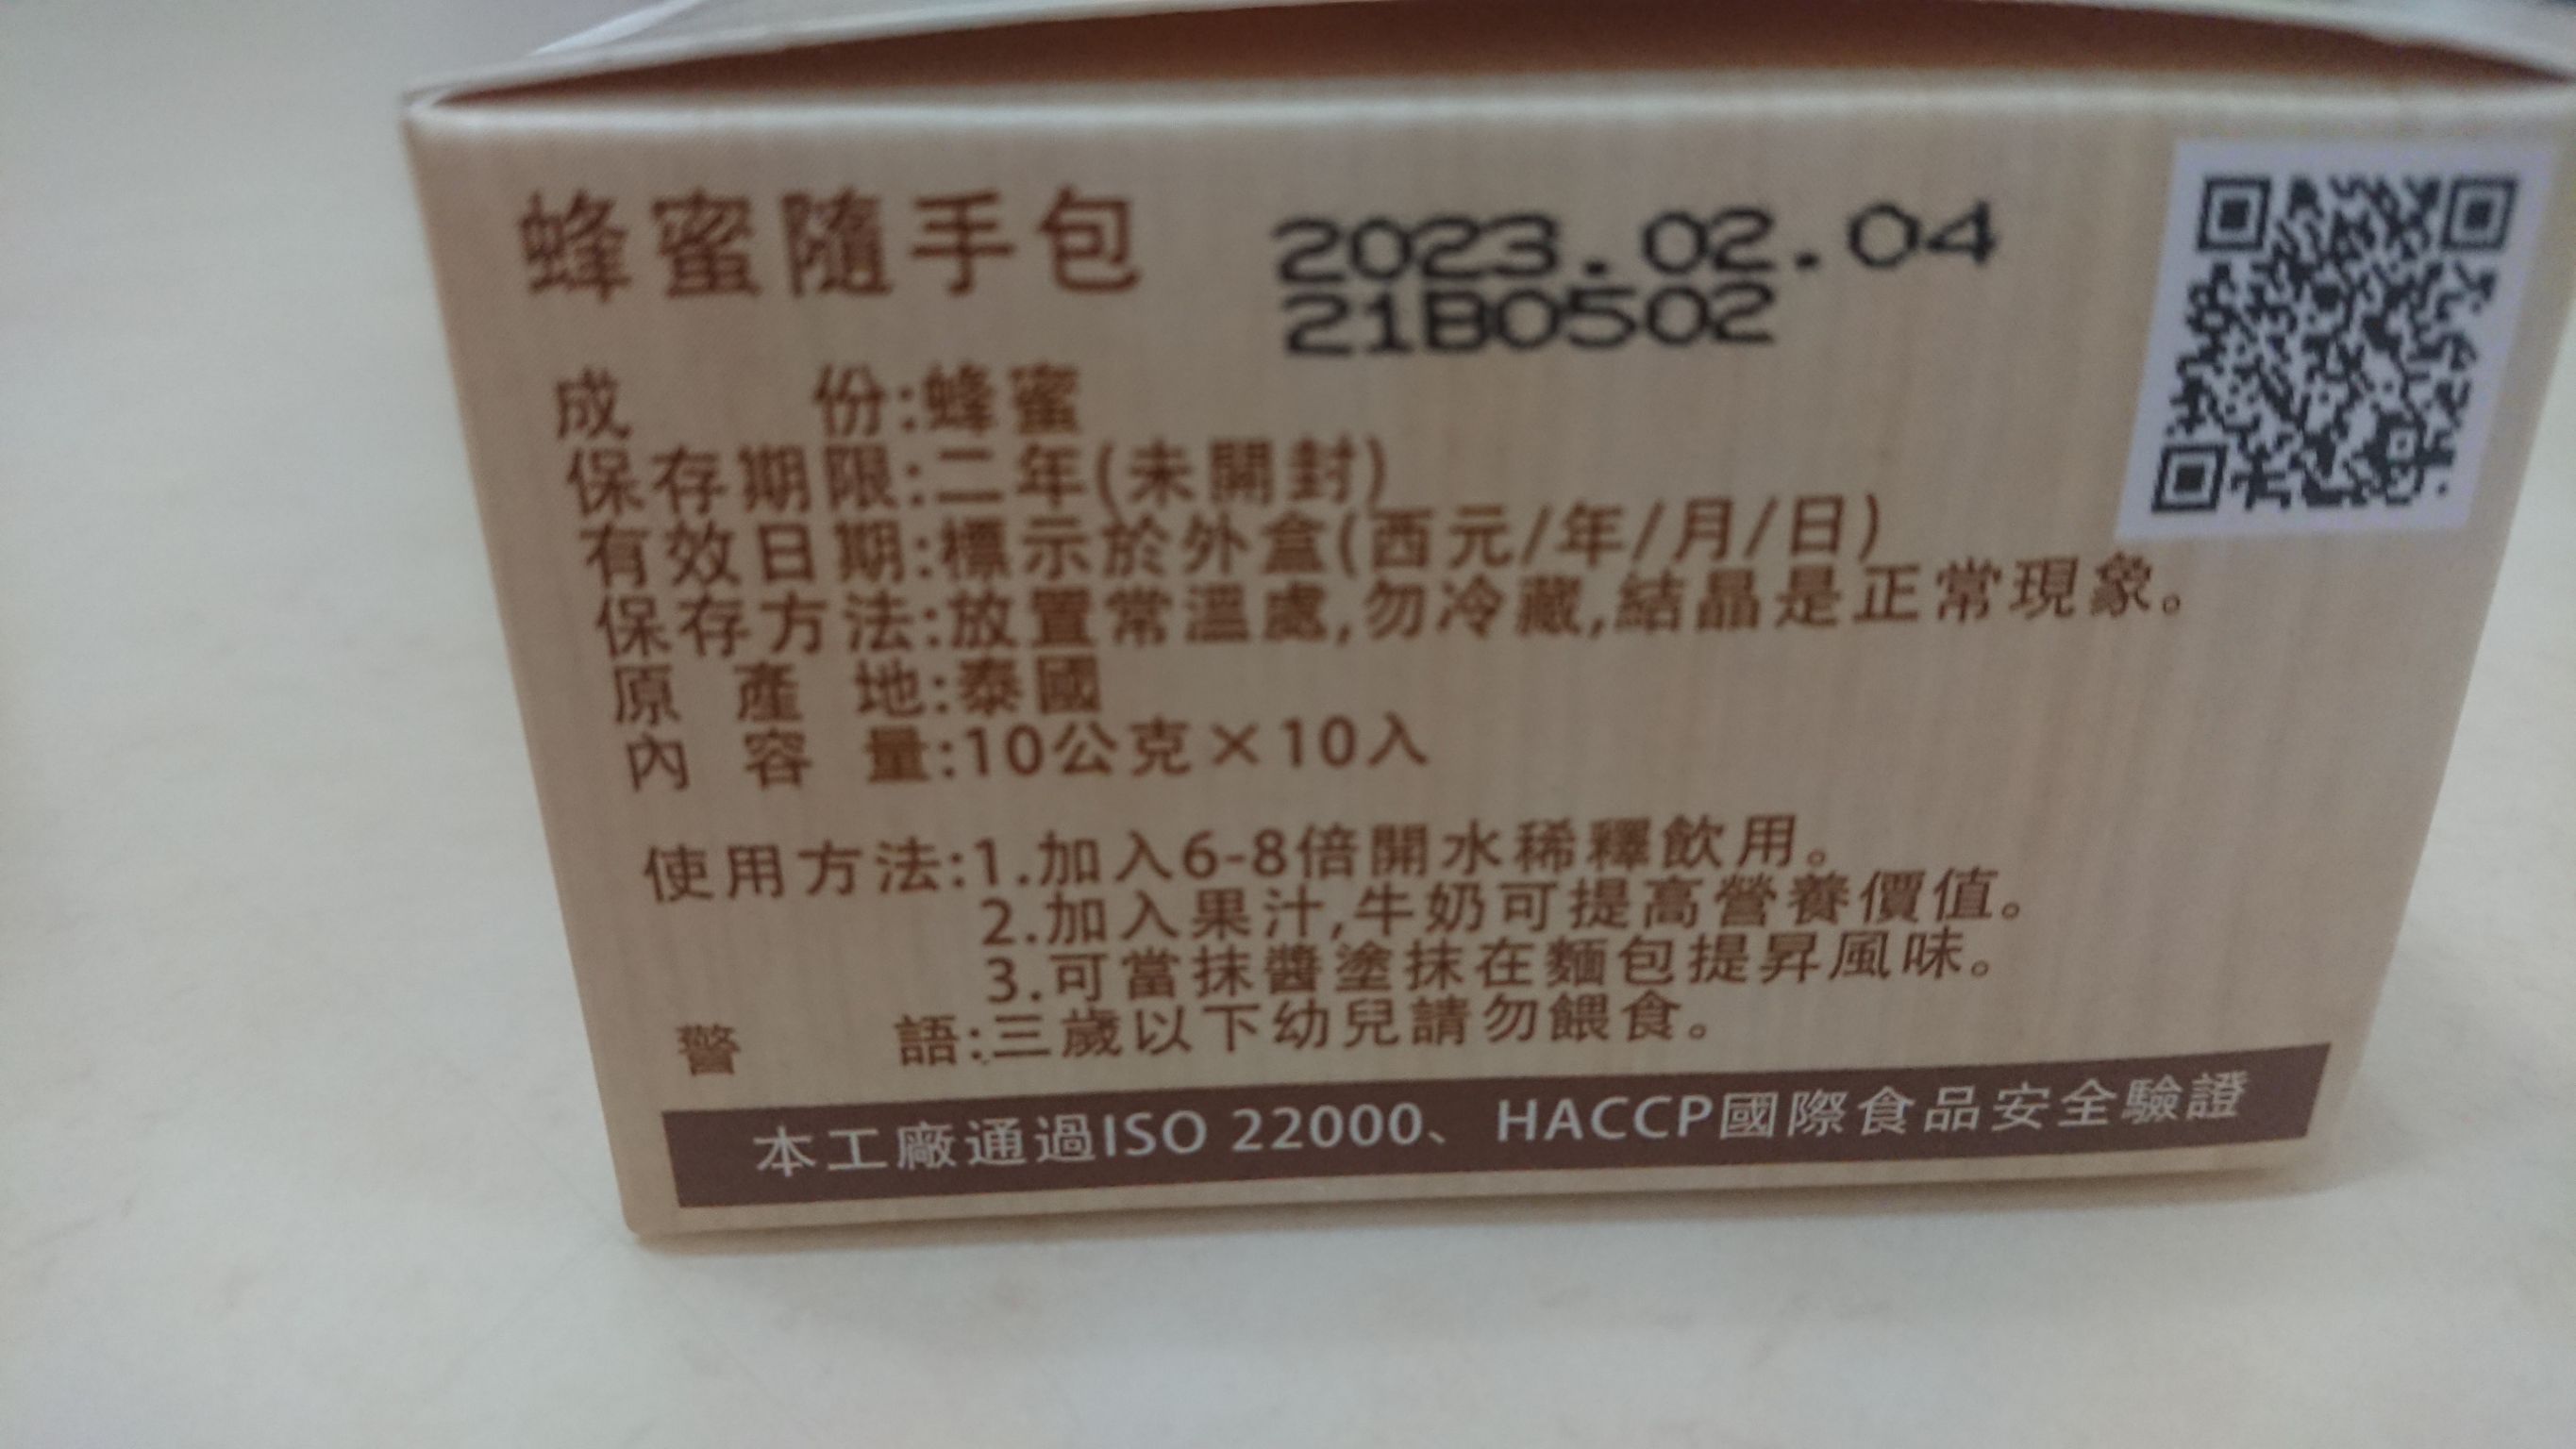 蜂蜜隨手包
2023.02.04
21B0502
成份:蜂蜜
保存期限:二年(未開封)
有效日期:標示於外盒(西元/年/月/日)
保存方法:放置常溫處,勿冷藏,結晶是正常現象。
原產地:泰國
內容量:10公克×10入
使用方法:1.加入6-8倍開水稀釋飲用。
2.加入果汁,牛奶可提高營養價值。
3.可當抹醬塗抹在麵包提昇風味。
警語:三歲以下幼兒請勿餵食。
本工廠通過ISO 22000、HACCP國際食品安全驗證